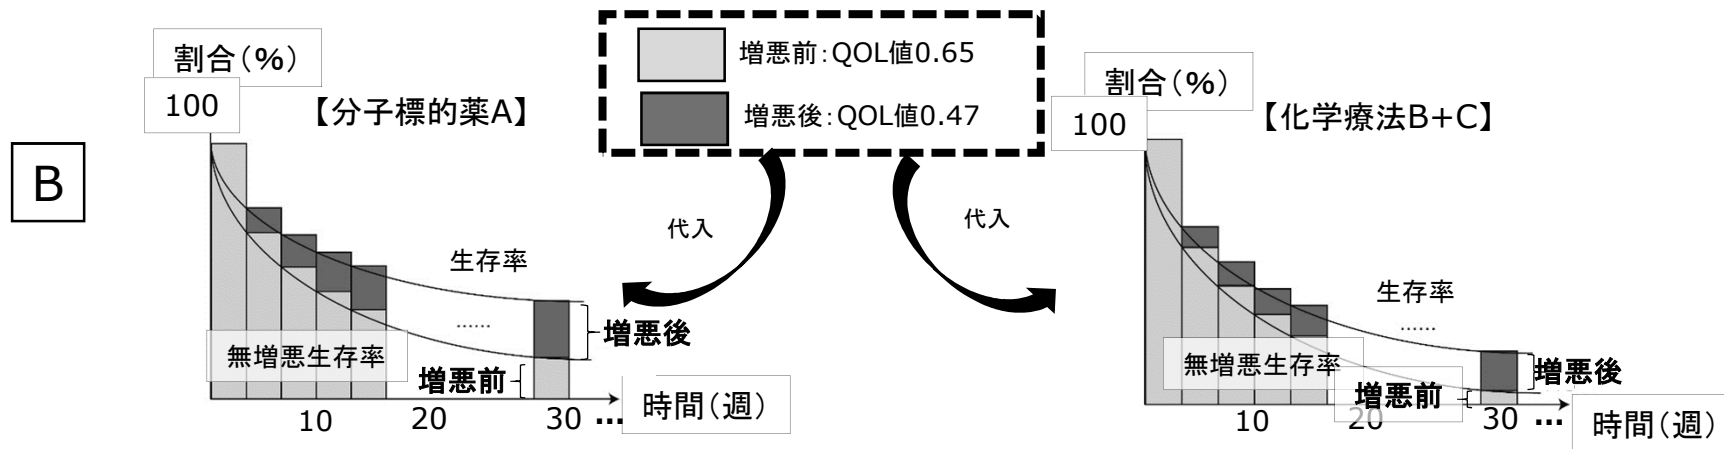 B
割合(%)
100
【分子標的薬A】
生存率
……
無増悪生存率
増悪後
増悪前
10
20
30
...
時間(週)
増悪前:QOL値0.65
増悪後:QOL値0.47
代入
代入
割合(%)
100
【化学療法B+C】
生存率
……
無増悪生存率
増悪後
増悪前
10
20
30
...
時間(週)